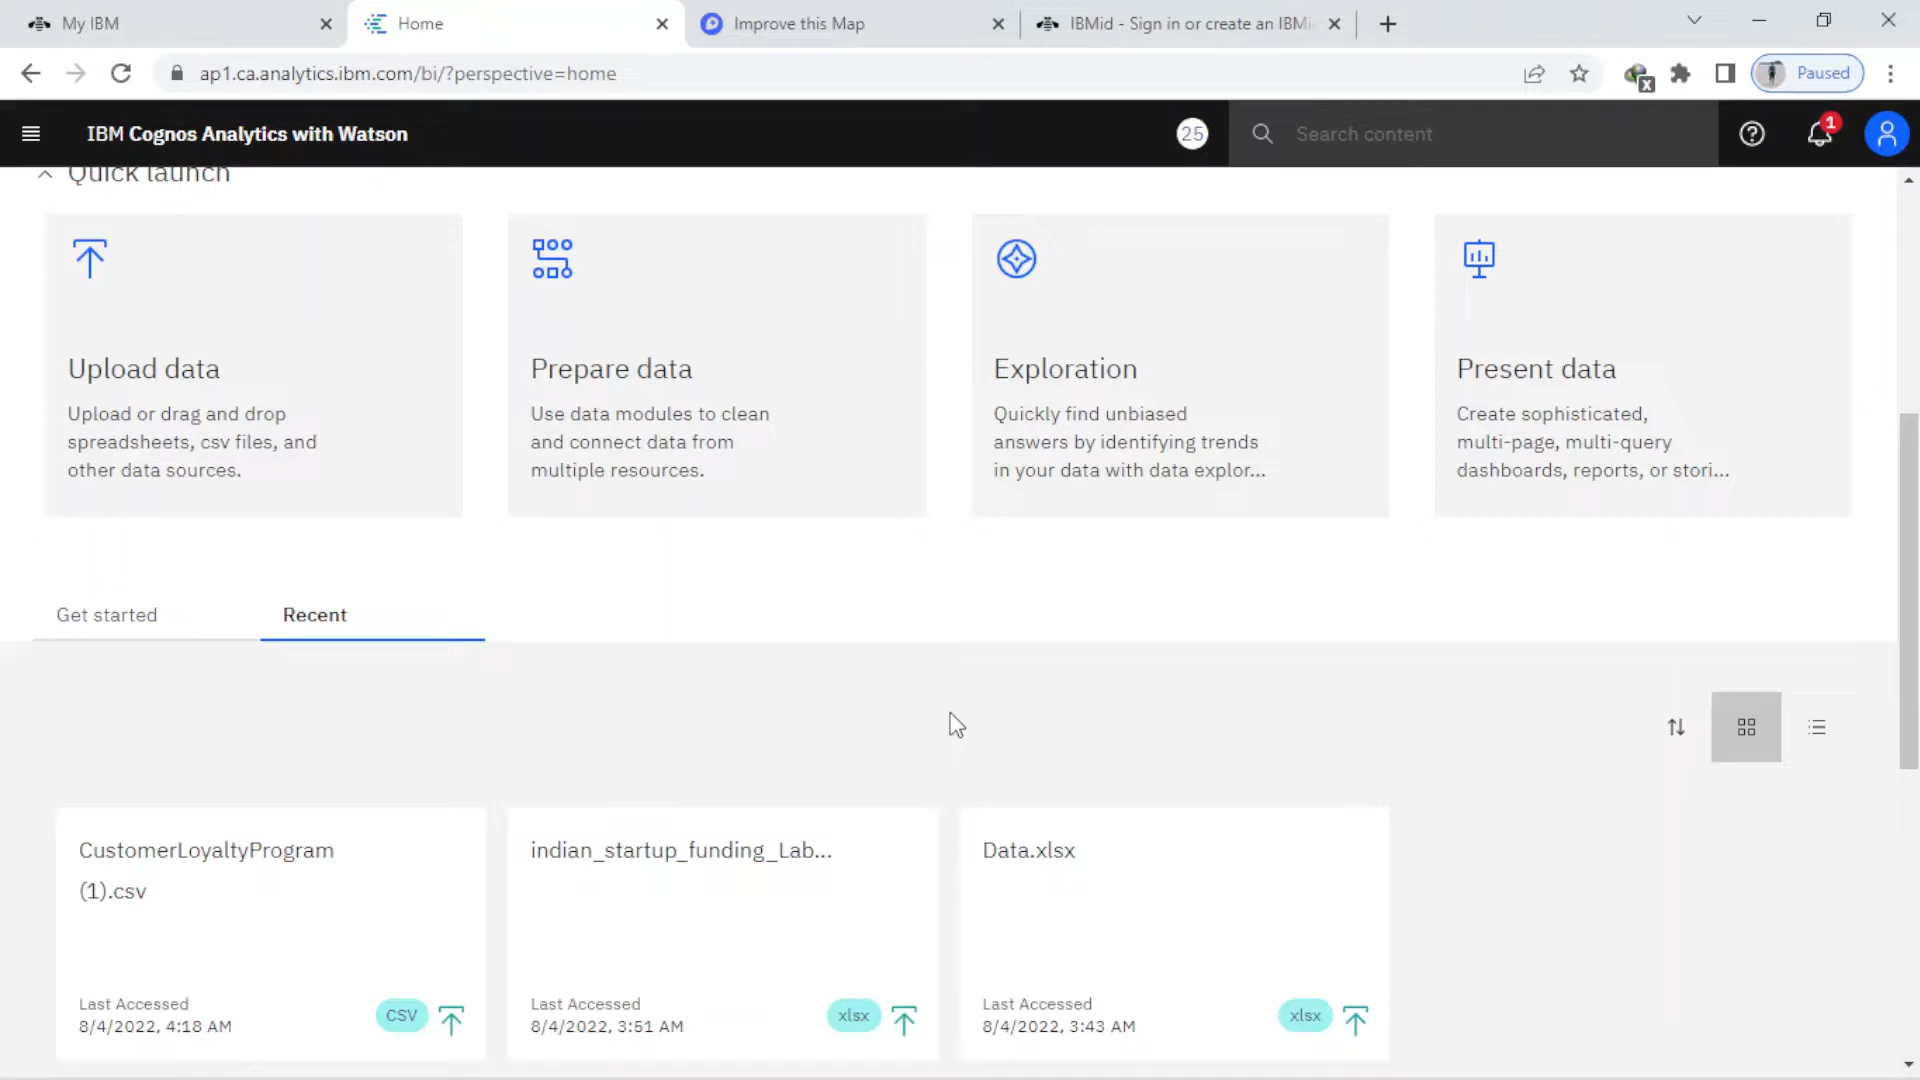 My IBM
Home
Improve this Map
IBMid - Sign in or create an IBMi
ap1.ca.analytics.ibm.com/bi/?perspective=home
X
Paused
IBM Cognos Analytics with Watson
25
Search content
1
Quick launch
Upload data
Upload or drag and drop
spreadsheets, csv files, and
other data sources.
Prepare data
Use data modules to clean
and connect data from
multiple resources.
Exploration
Quickly find unbiased
answers by identifying trends
in your data with data explor...
Present data
Create sophisticated,
multi-page, multi-query
dashboards, reports, or stori...
Get started
Recent
CustomerLoyaltyProgram
(1).csv
Last Accessed
8/4/2022, 4:18 AM
CSV
indian_startup_funding_Lab...
Last Accessed
8/4/2022, 3:51 AM
xlsx
Data.xlsx
Last Accessed
8/4/2022, 3:43 AM
xlsx